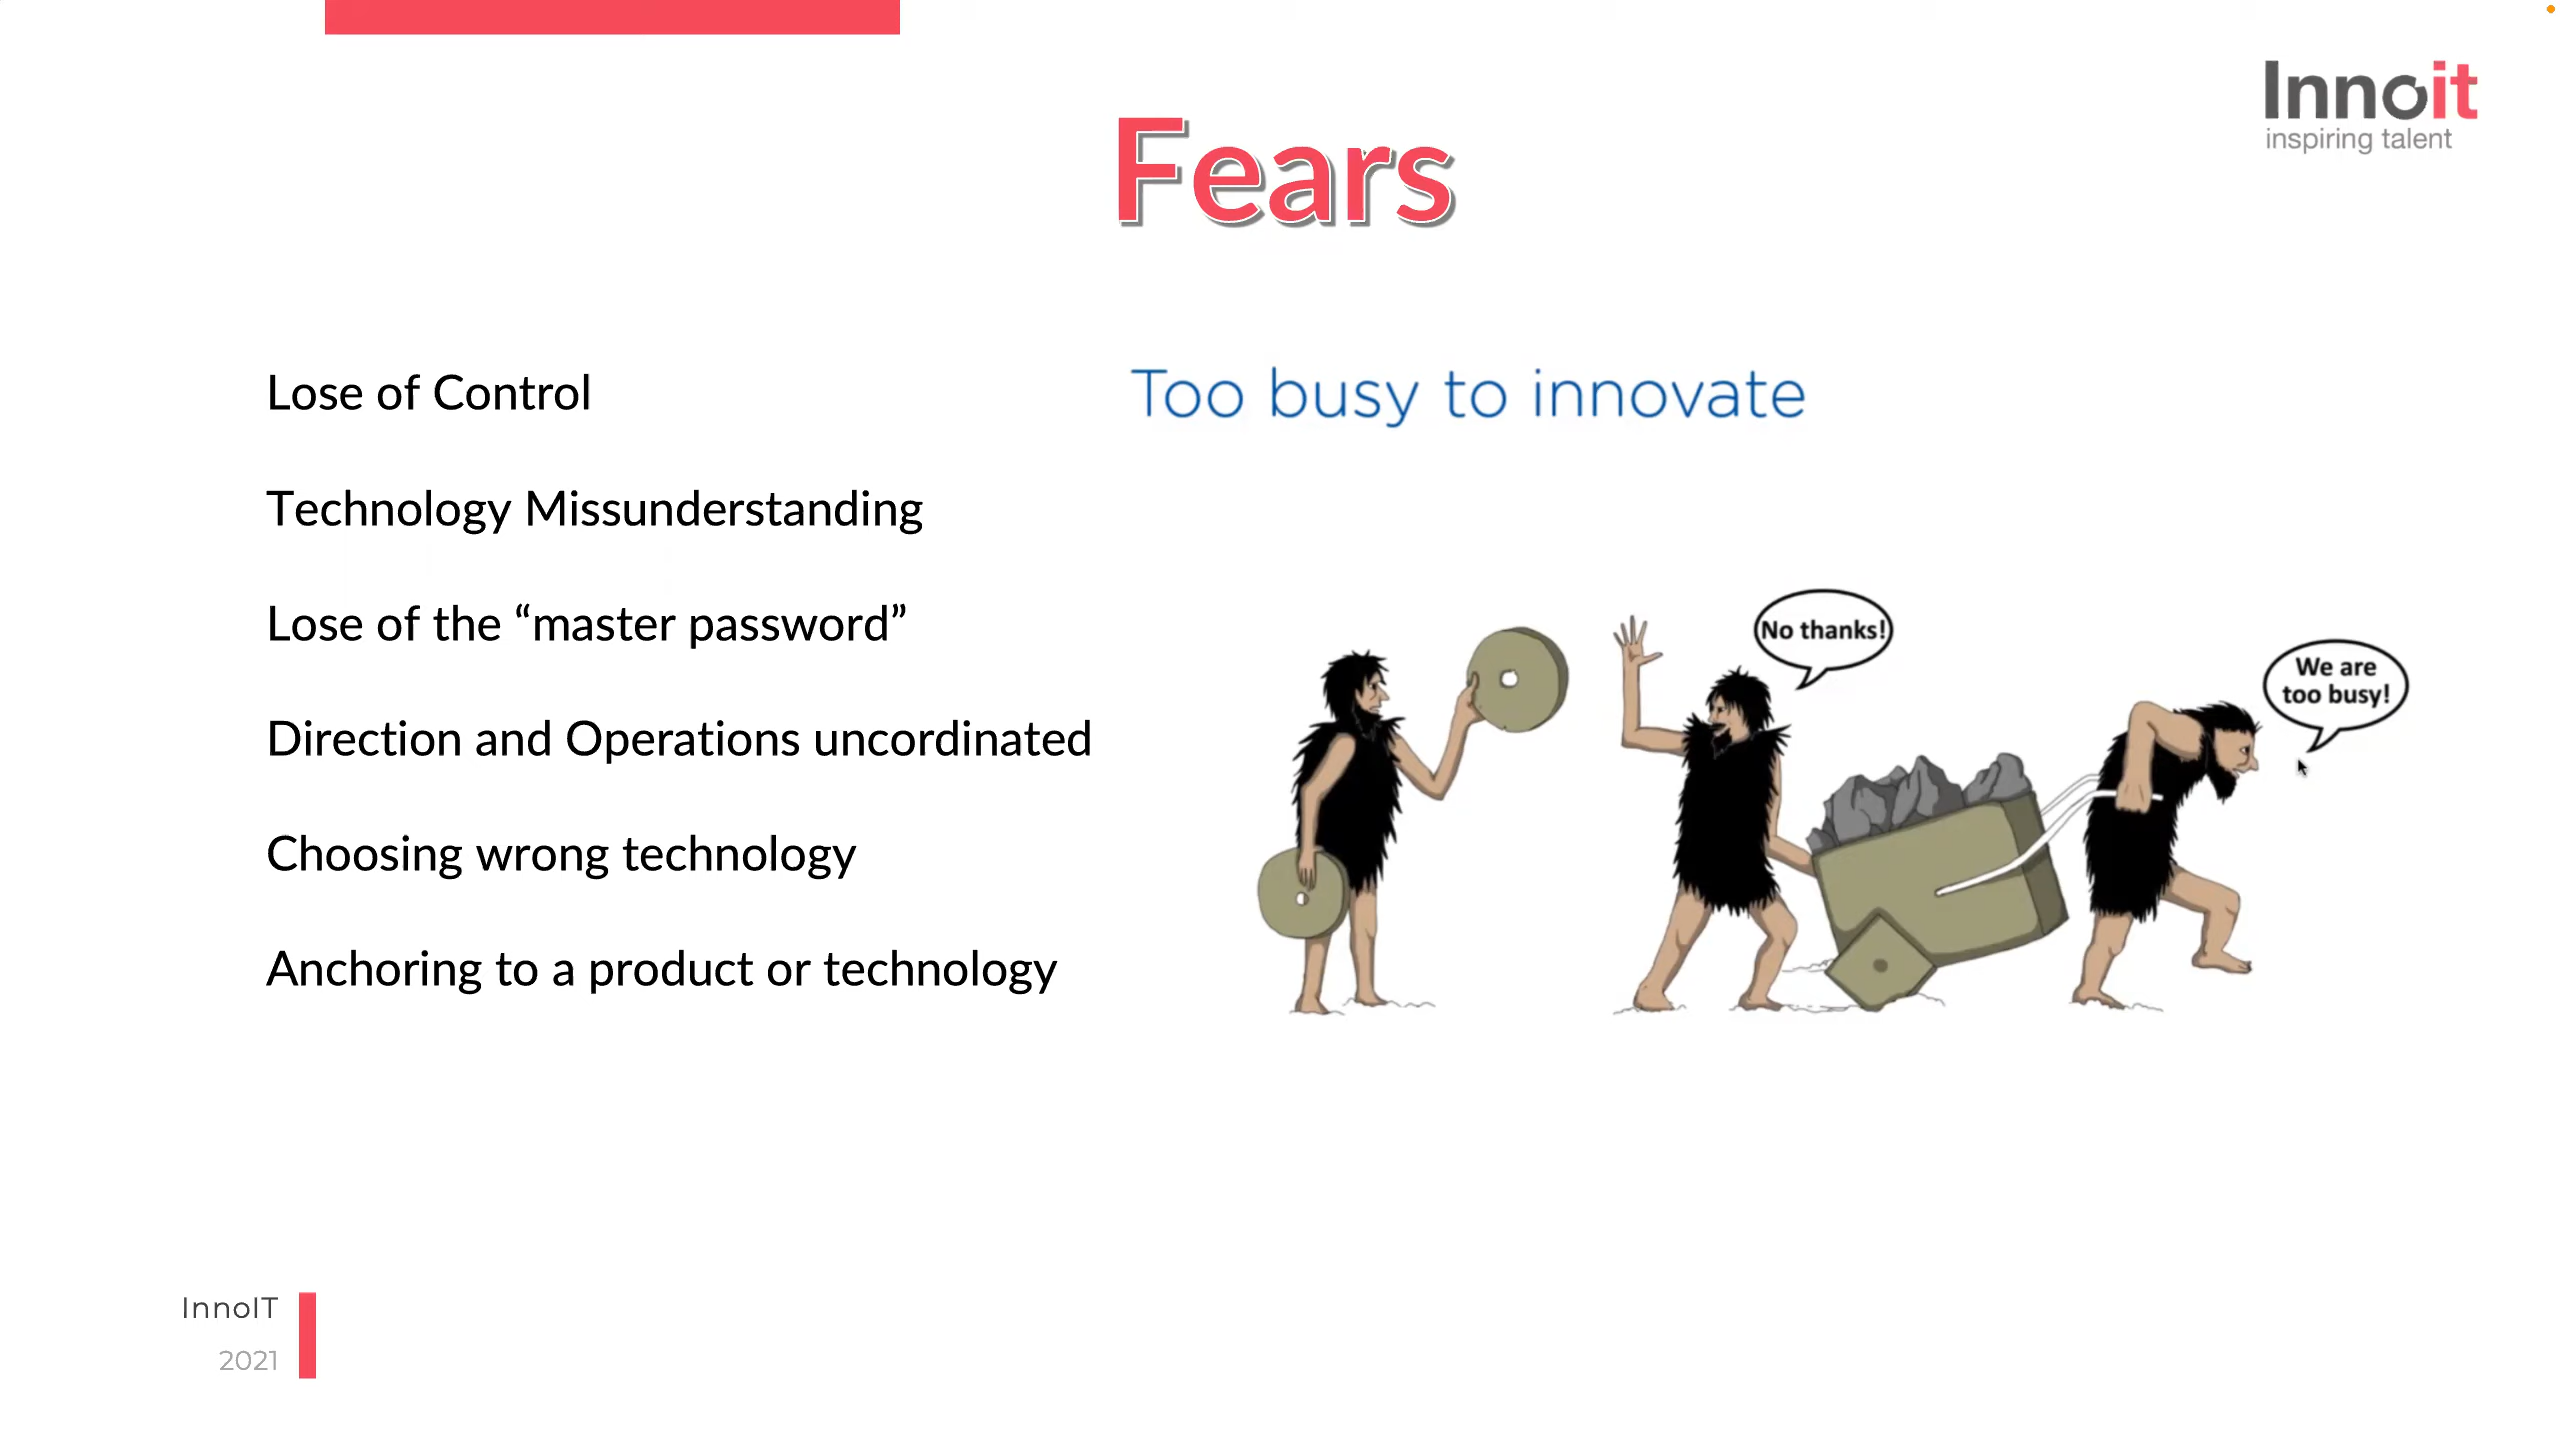 Innoit
inspiring talent
Fears
Lose of Control
Technology Missunderstanding
Lose of the “master password”
Direction and Operations uncordinated
Choosing wrong technology
Anchoring to a product or technology
Too busy to innovate
No thanks!
We are
too busy!
InnoIT
2021